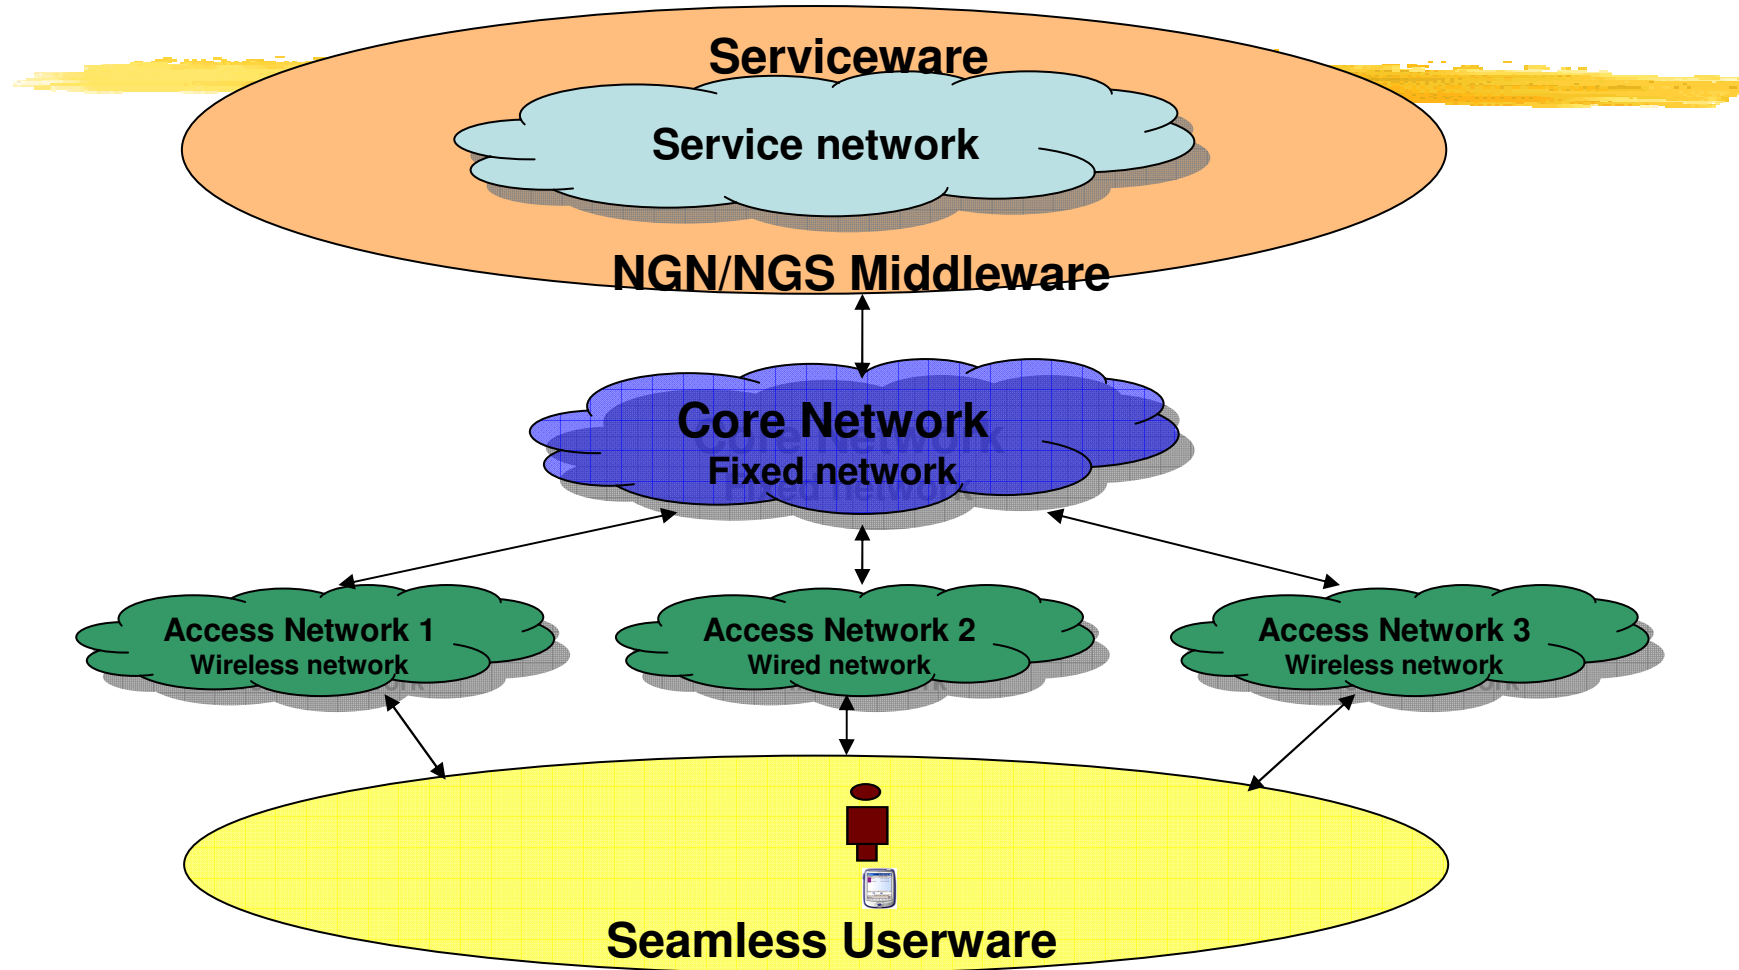 Serviceware
Service network
NGN/NGS Middleware
Core Network
Fixed network
Access Network 1
Wireless network
Access Network 2
Wired network
Access Network 3
Wireless network
Seamless Userware